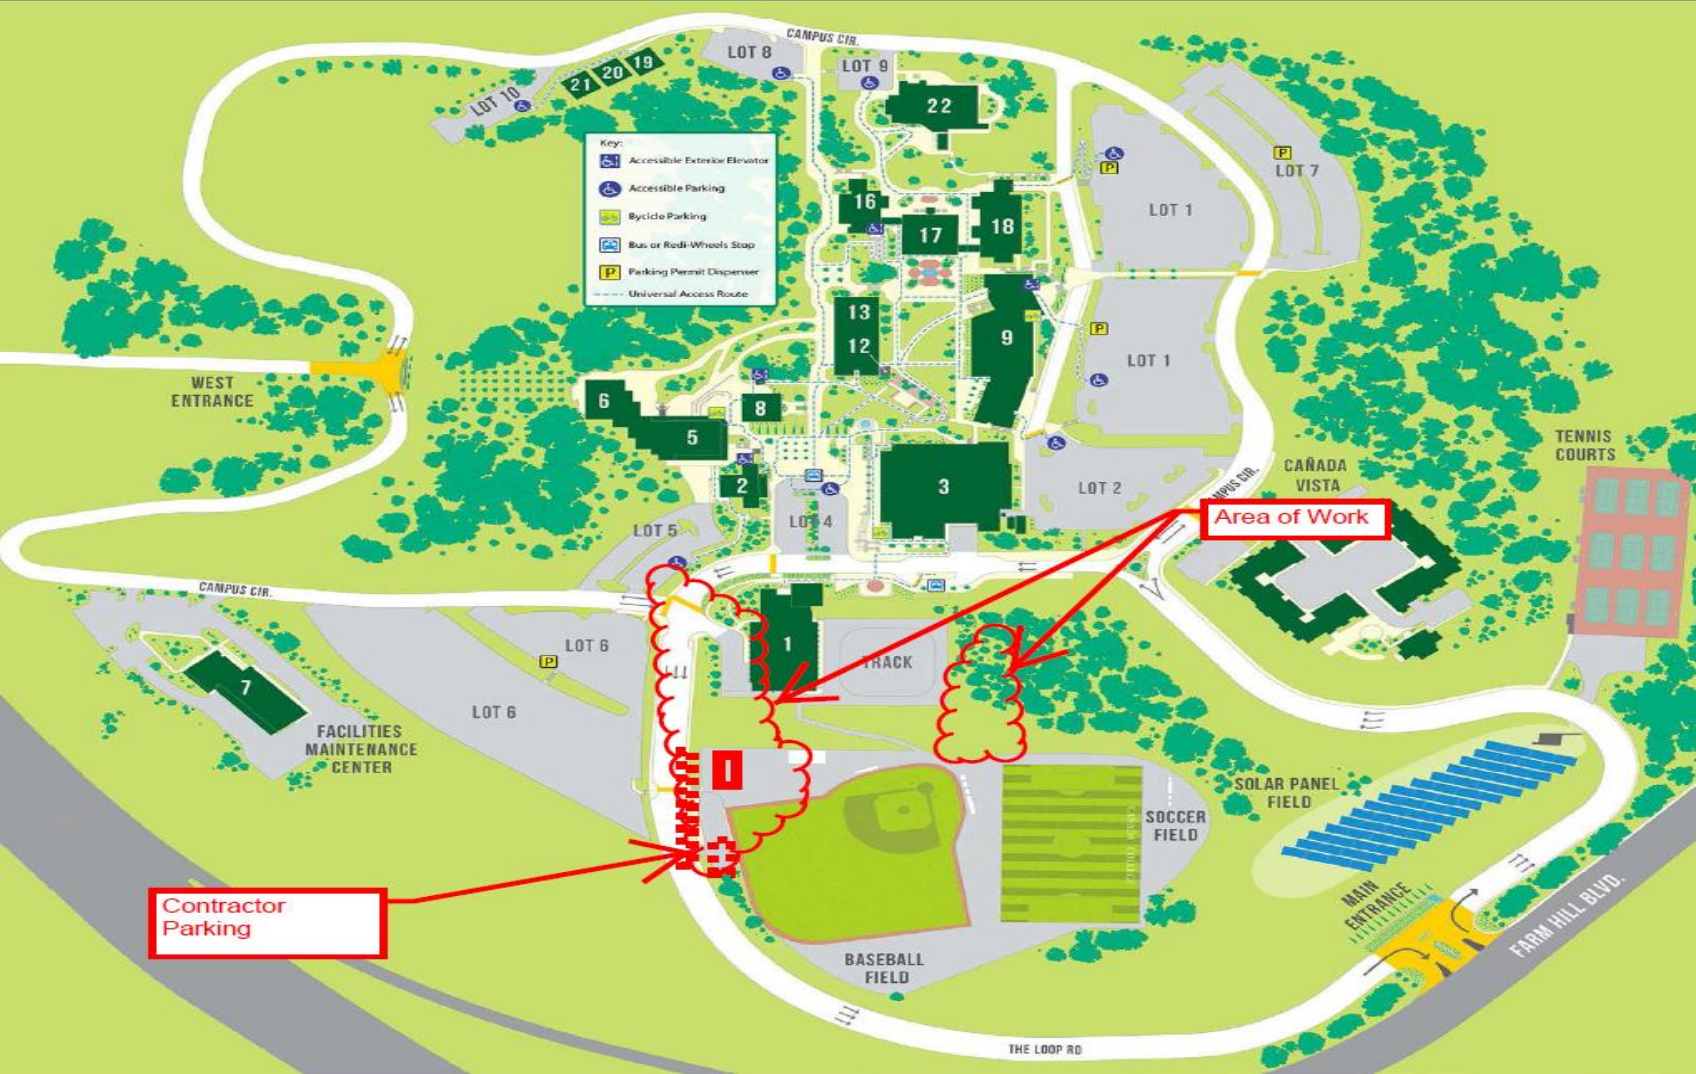 CAMPUS CIR.
LOT 8
LOT 9
19
20
21
LOT 10
22
Key:
Accessible Exterior Elevator
Accessible Parking
Bycicle Parking
Bus or Redi-Wheels Stop
P Parking Permit Dispenser
Universal Access Route
P
LOT 7
P
LOT 1
16
17
18
13
12
9
P
LOT 1
WEST
ENTRANCE
6
8
5
2
3
LOT 2
CAÑADA
VISTA
TENNIS
COURTS
CAMPUS CIR.
Area of Work
LOT 5
LOT 4
CAMPUS CIR.
LOT 6
P
1
TRACK
7
LOT 6
FACILITIES
MAINTENANCE
CENTER
SOLAR PANEL
FIELD
SOCCER
FIELD
CAÑADA COLLEGE
Contractor
Parking
MAIN
ENTRANCE
FARM HILL BLVD.
BASEBALL
FIELD
THE LOOP RD